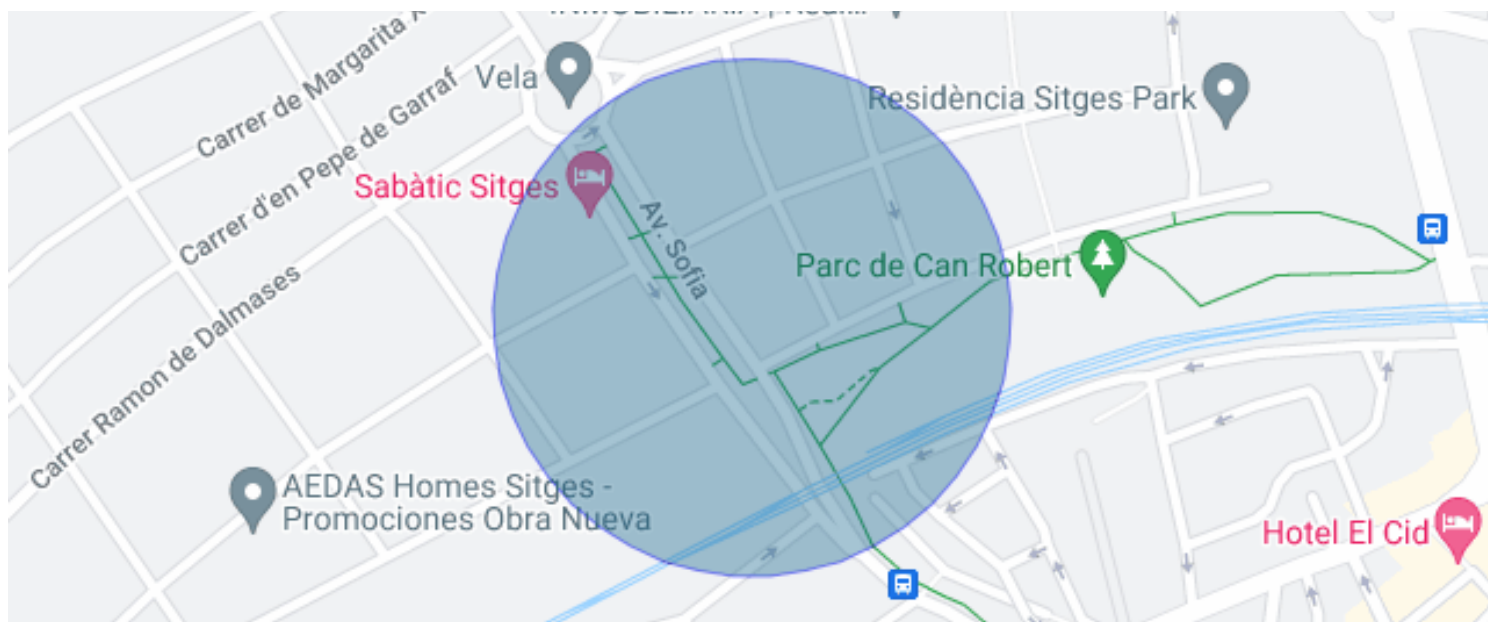 Carrer de Margarita
Vela
Residència Sitges Park
Carrer d'en Pepe de Garraf
Sabàtic Sitges
Av. Sofia
Parc de Can Robert
Carrer Ramon de Dalmases
AEDAS Homes Sitges -
Promociones Obra Nueva
Hotel El Cid